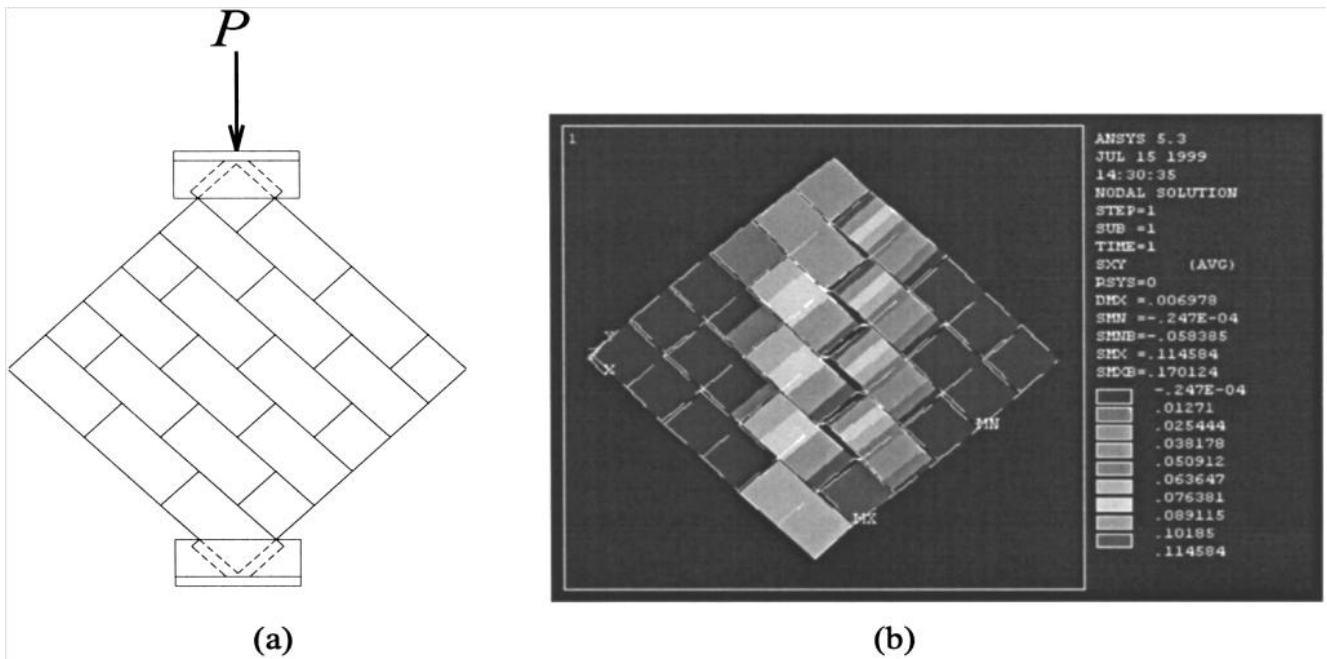 P
1
ANSYS 5.3
JUL 15 1999
14:30:35
NODAL SOLUTION
STEP=1
SUB =1
TIME=1
SXY (AVG)
RSYS=0
DMX =.006978
SMN =-.247E-04
SMNB=-.058385
SMX =.114584
SMXB=.170124
-.247E-04
.01271
.025444
.038178
.050912
.063647
.076381
.089115
.10185
.114584
Y
X
MN
MX
(a)
(b)